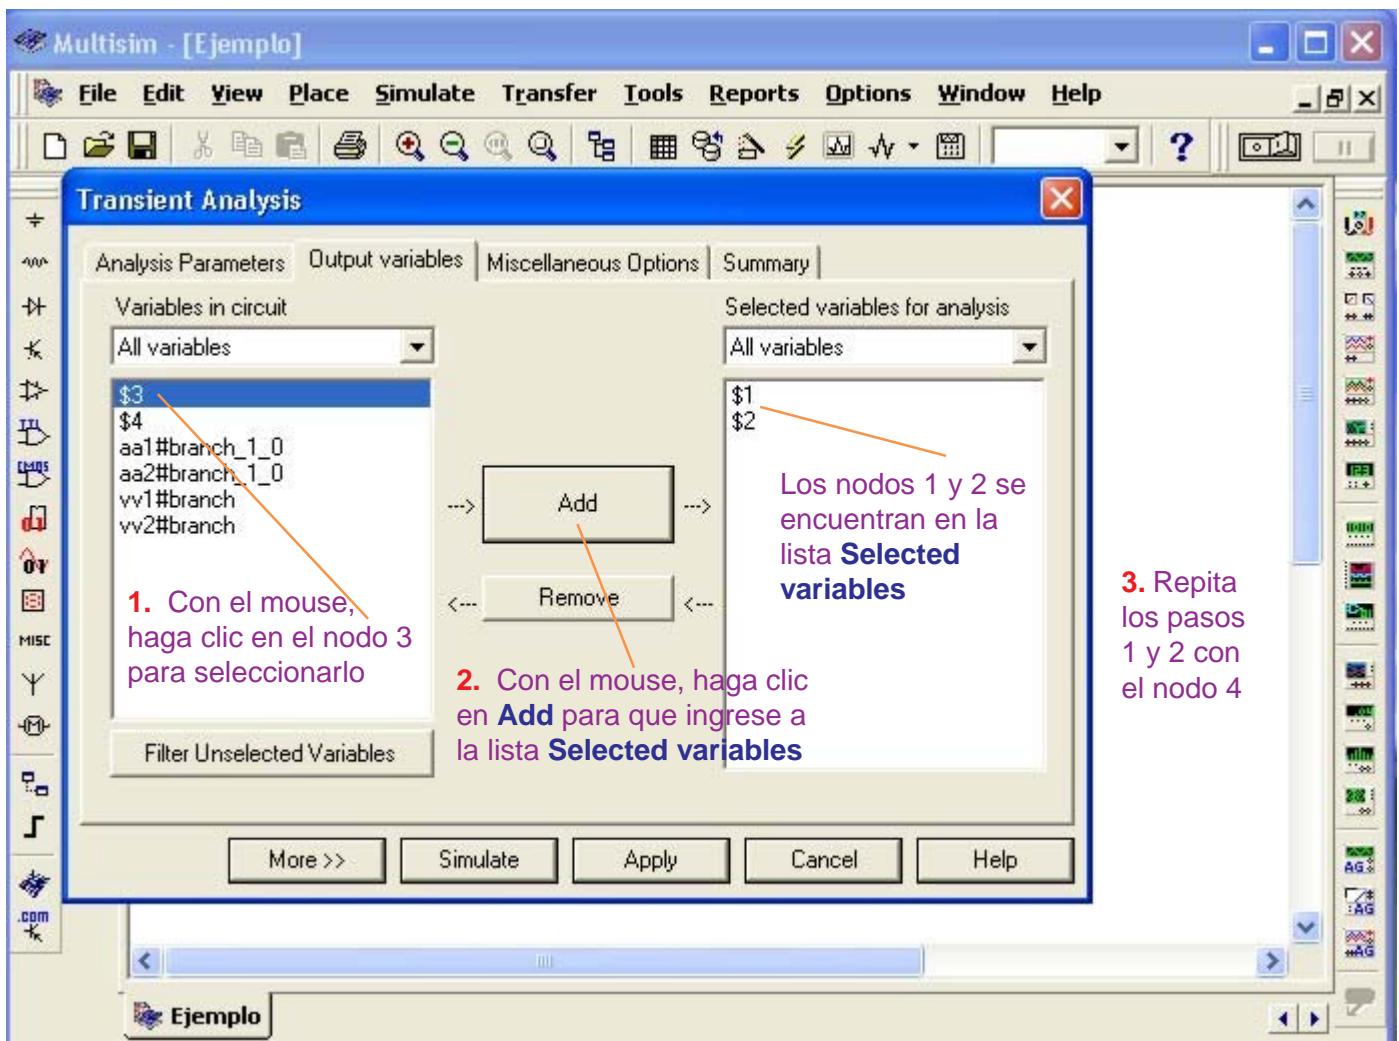 Multisim - [Ejemplo]
File Edit View Place Simulate Transfer Tools Reports Options Window Help
Transient Analysis
Analysis Parameters Output variables Miscellaneous Options Summary
Variables in circuit
Selected variables for analysis
All variables
All variables
$3
$4
aa1#branch_1_0
aa2#branch_1_0
vv1#branch
vv2#branch
$1
$2
---> Add --->
<--- Remove <---
Los nodos 1 y 2 se
encuentran en la
lista Selected
variables
1. Con el mouse,
haga clic en el nodo 3
para seleccionarlo
2. Con el mouse, haga clic
en Add para que ingrese a
la lista Selected variables
3. Repita
los pasos
1 y 2 con
el nodo 4
Filter Unselected Variables
More >> Simulate Apply Cancel Help
TTL
CMOS
MISC
.com
AG
AG
AG
Ejemplo